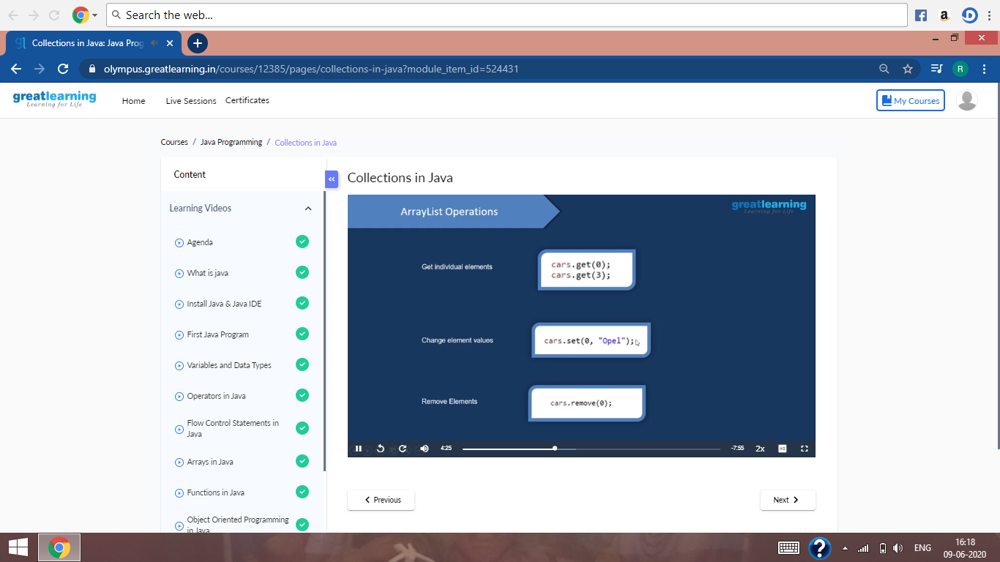 Search the web...
Collections in Java: Java Prog
olympus.greatlearning.in/courses/12385/pages/collections-in-java?module_item_id=524431
R
greatlearning
Learning for Life
Home
Live Sessions
Certificates
My Courses
Courses / Java Programming / Collections in Java
Content
Learning Videos
Agenda
What is java
Install Java & Java IDE
First Java Program
Variables and Data Types
Operators in Java
Flow Control Statements in
Java
Arrays in Java
Functions in Java
Object Oriented Programming
in Java
Collections in Java
ArrayList Operations
greatlearning
Learning for Life
Get individual elements
cars.get(0);
cars.get(3);
Change element values
cars.set(0, "Opel");
Remove Elements
cars.remove(0);
4:25
-7:55
2x
HD
Previous
Next
ENG
16:18
09-06-2020